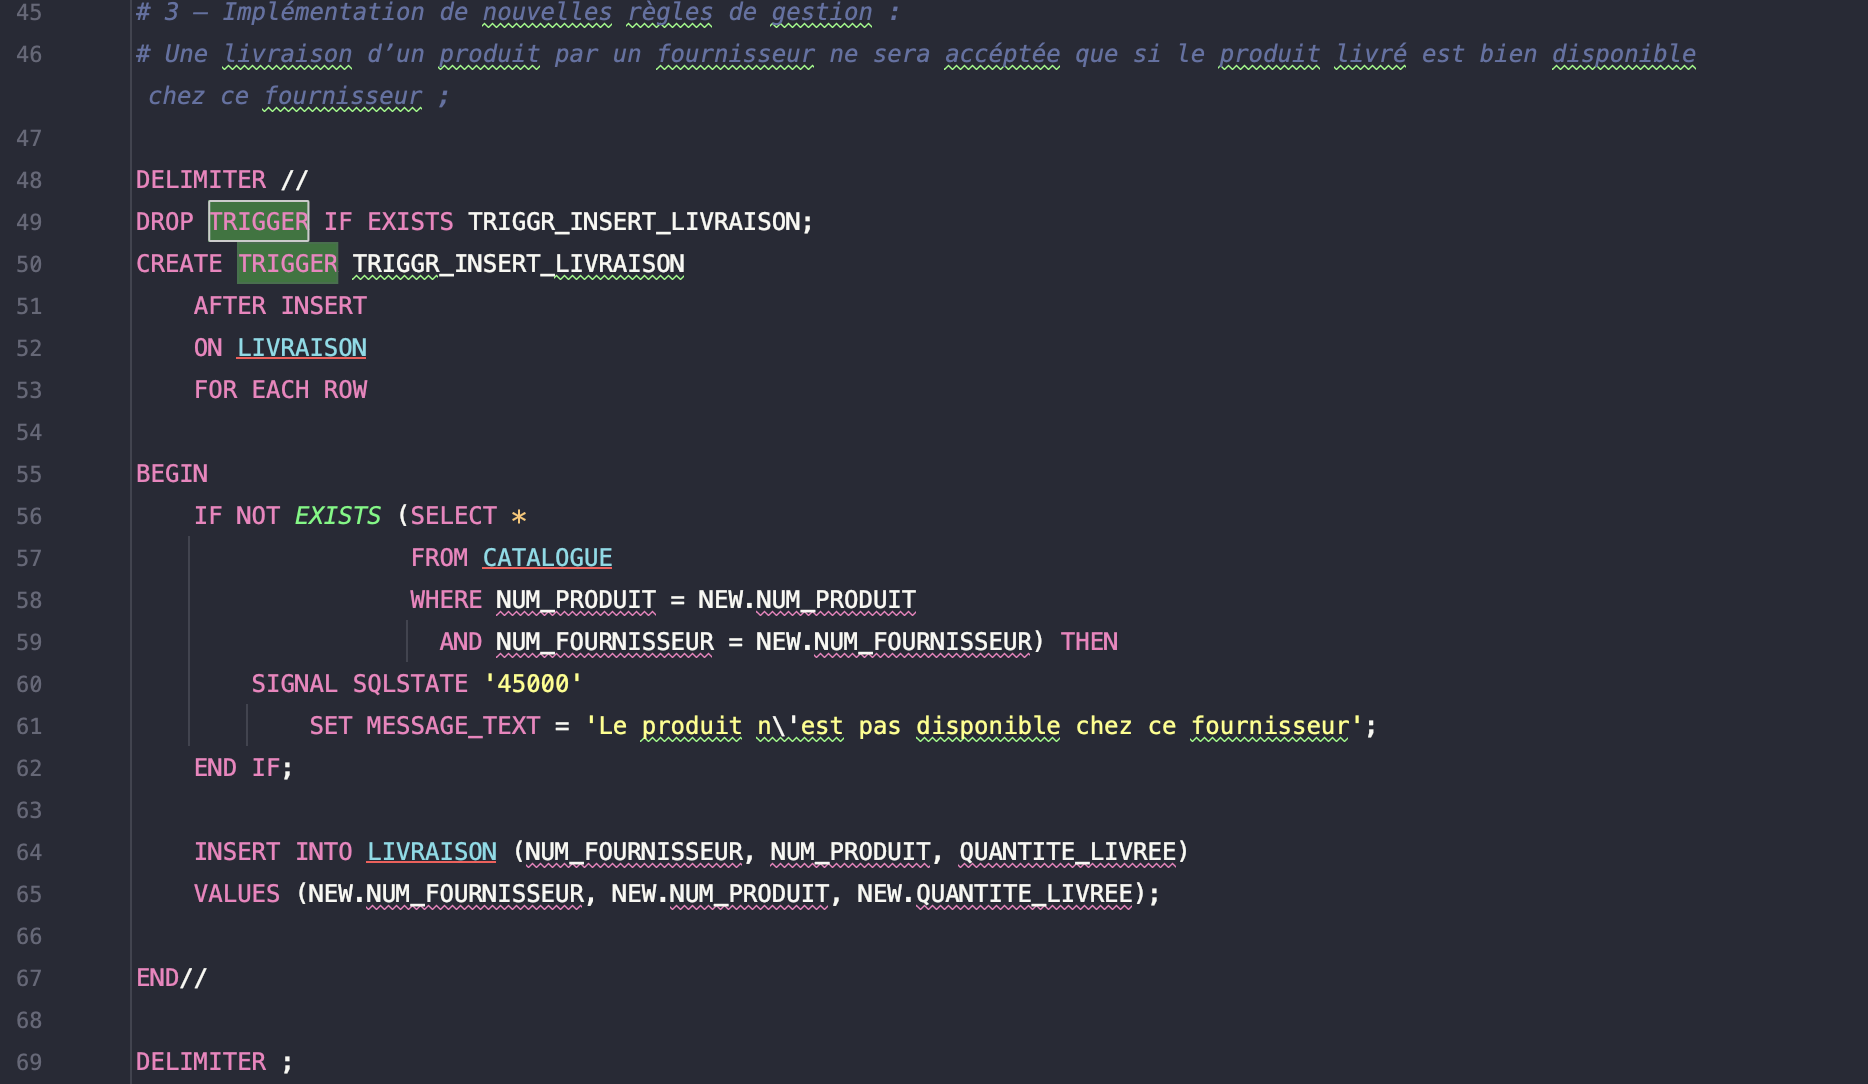 45 # 3 – Implémentation de nouvelles règles de gestion :
46 # Une livraison d’un produit par un fournisseur ne sera accéptée que si le produit livré est bien disponible
chez ce fournisseur ;
47
48 DELIMITER //
49 DROP TRIGGER IF EXISTS TRIGGR_INSERT_LIVRAISON;
50 CREATE TRIGGER TRIGGR_INSERT_LIVRAISON
51 AFTER INSERT
52 ON LIVRAISON
53 FOR EACH ROW
54
55 BEGIN
56 IF NOT EXISTS (SELECT *
57 FROM CATALOGUE
58 WHERE NUM_PRODUIT = NEW.NUM_PRODUIT
59 AND NUM_FOURNISSEUR = NEW.NUM_FOURNISSEUR) THEN
60 SIGNAL SQLSTATE '45000'
61 SET MESSAGE_TEXT = 'Le produit n\'est pas disponible chez ce fournisseur';
62 END IF;
63
64 INSERT INTO LIVRAISON (NUM_FOURNISSEUR, NUM_PRODUIT, QUANTITE_LIVREE)
65 VALUES (NEW.NUM_FOURNISSEUR, NEW.NUM_PRODUIT, NEW.QUANTITE_LIVREE);
66
67 END//
68
69 DELIMITER ;